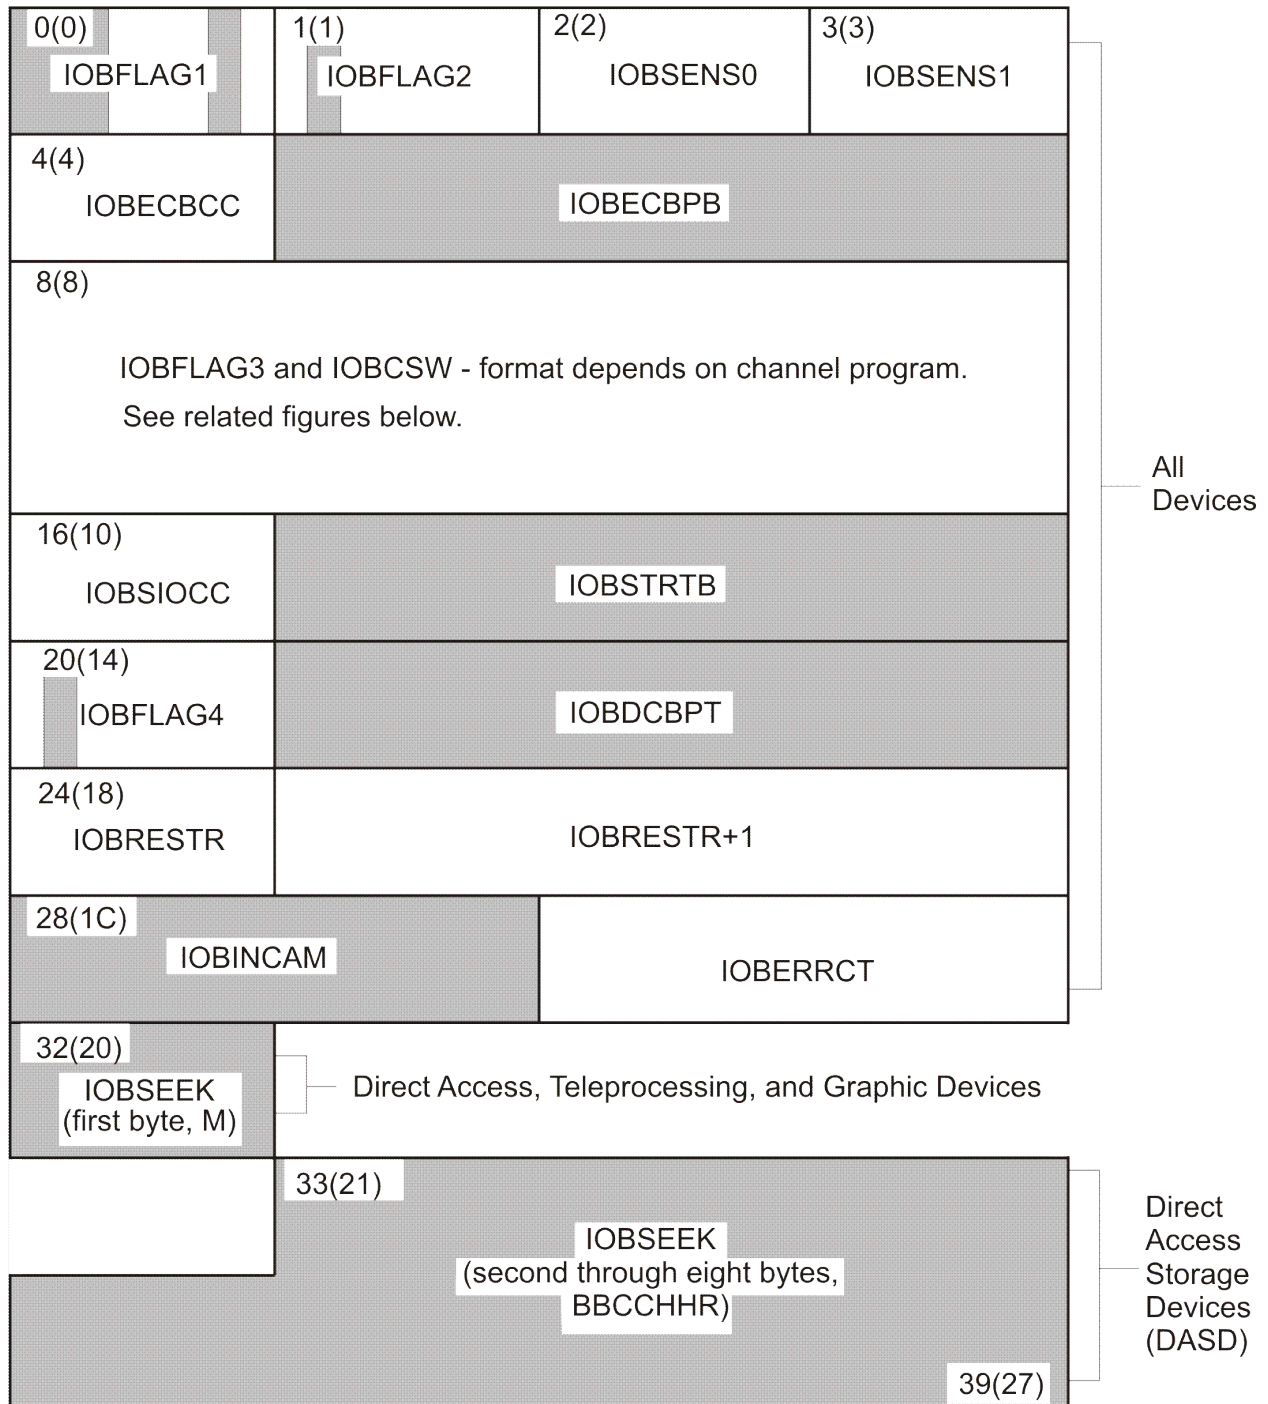 0(0)
IOBFLAG1
1(1)
IOBFLAG2
2(2)
IOBSENS0
3(3)
IOBSENS1
4(4)
IOBECBCC
IOBECBPB
8(8)
IOBFLAG3 and IOBCSW - format depends on channel program.
See related figures below.
All
Devices
16(10)
IOBSIOCC
IOBSTRTB
20(14)
IOBFLAG4
IOBDCBPT
24(18)
IOBRESTR
IOBRESTR+1
28(1C)
IOBINCAM
IOBERRCT
32(20)
IOBSEEK
(first byte, M)
Direct Access, Teleprocessing, and Graphic Devices
33(21)
IOBSEEK
(second through eight bytes,
BBCCHHR)
39(27)
Direct
Access
Storage
Devices
(DASD)